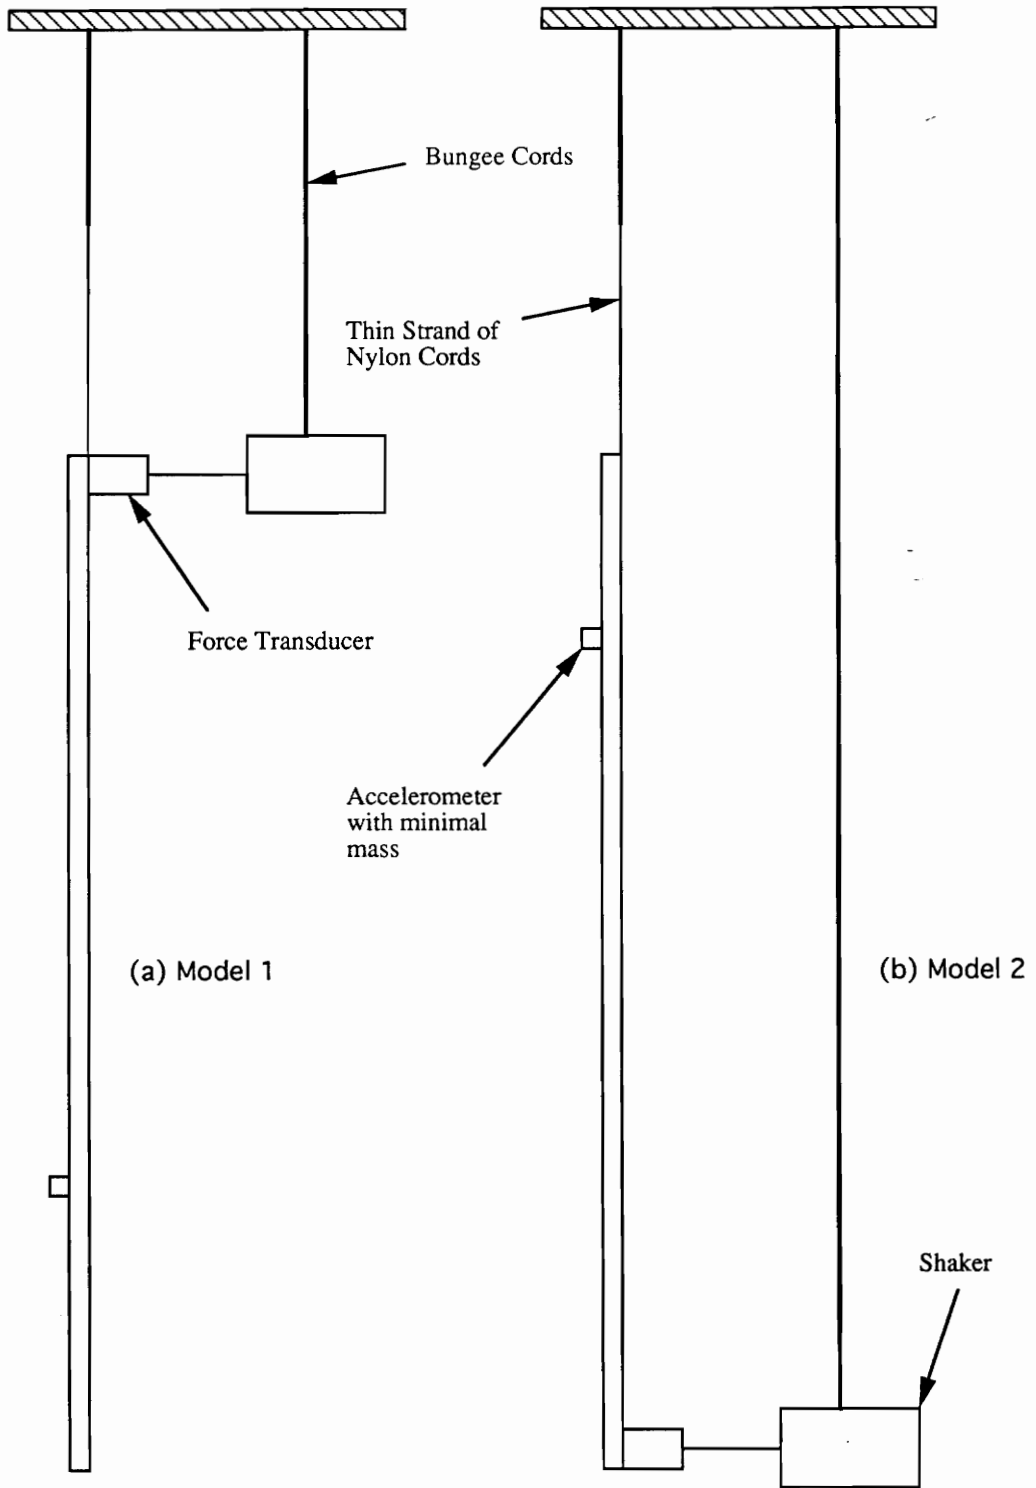 Bungee Cords
Thin Strand of
Nylon Cords
Force Transducer
Accelerometer
with minimal
mass
(a) Model 1
(b) Model 2
Shaker